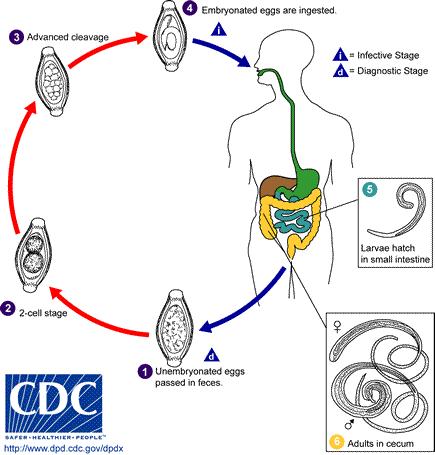 4 Embryonated eggs are ingested.
3 Advanced cleavage
i
i = Infective Stage
d = Diagnostic Stage
5
Larvae hatch
in small intestine
2 2-cell stage
d
1 Unembryonated eggs
passed in feces.
♀
♂
6 Adults in cecum
CDC
SAFER • HEALTHIER • PEOPLE™
http://www.dpd.cdc.gov/dpdx